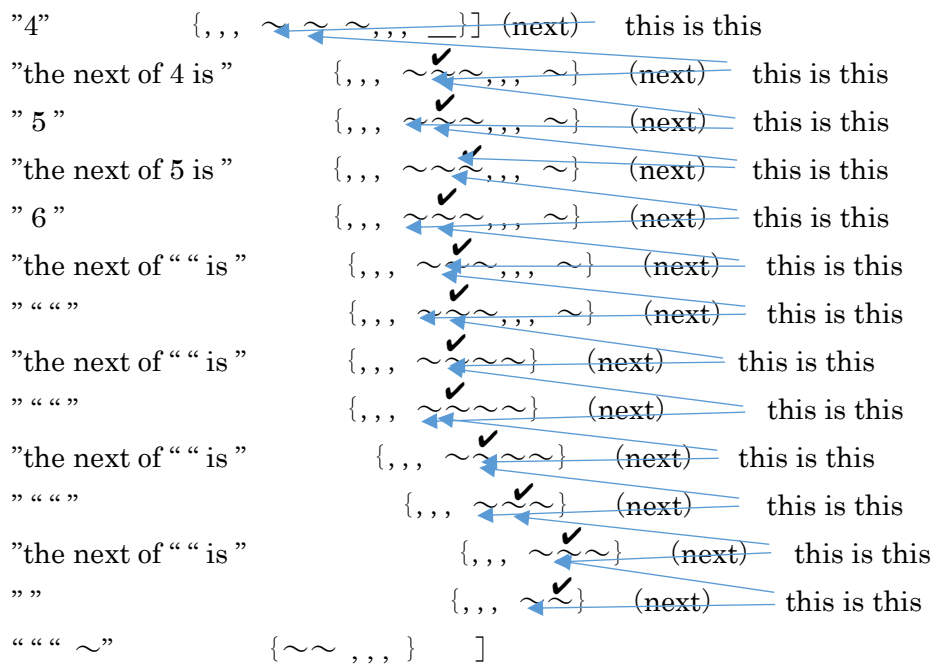 ”4” {, , , ～ ～ ～, , , __}] (next) this is this
”the next of 4 is ” {, , , ～～～, , , ～} (next) this is this
” 5 ” {, , , ～～～, , , ～} (next) this is this
”the next of 5 is ” {, , , ～～～, , , ～} (next) this is this
” 6 ” {, , , ～～～, , , ～} (next) this is this
”the next of “ “ is ” {, , , ～～～, , , ～} (next) this is this
” “ “ ” {, , , ～～～, , , ～} (next) this is this
”the next of “ “ is ” {, , , ～～～～} (next) this is this
” “ “ ” {, , , ～～～～} (next) this is this
”the next of “ “ is ” {, , , ～～～～} (next) this is this
” “ “ ” {, , , ～～～} (next) this is this
”the next of “ “ is ” {, , , ～～～} (next) this is this
” ” {, , , ～～} (next) this is this
“ “ “ ～” {～～ , , , } ]